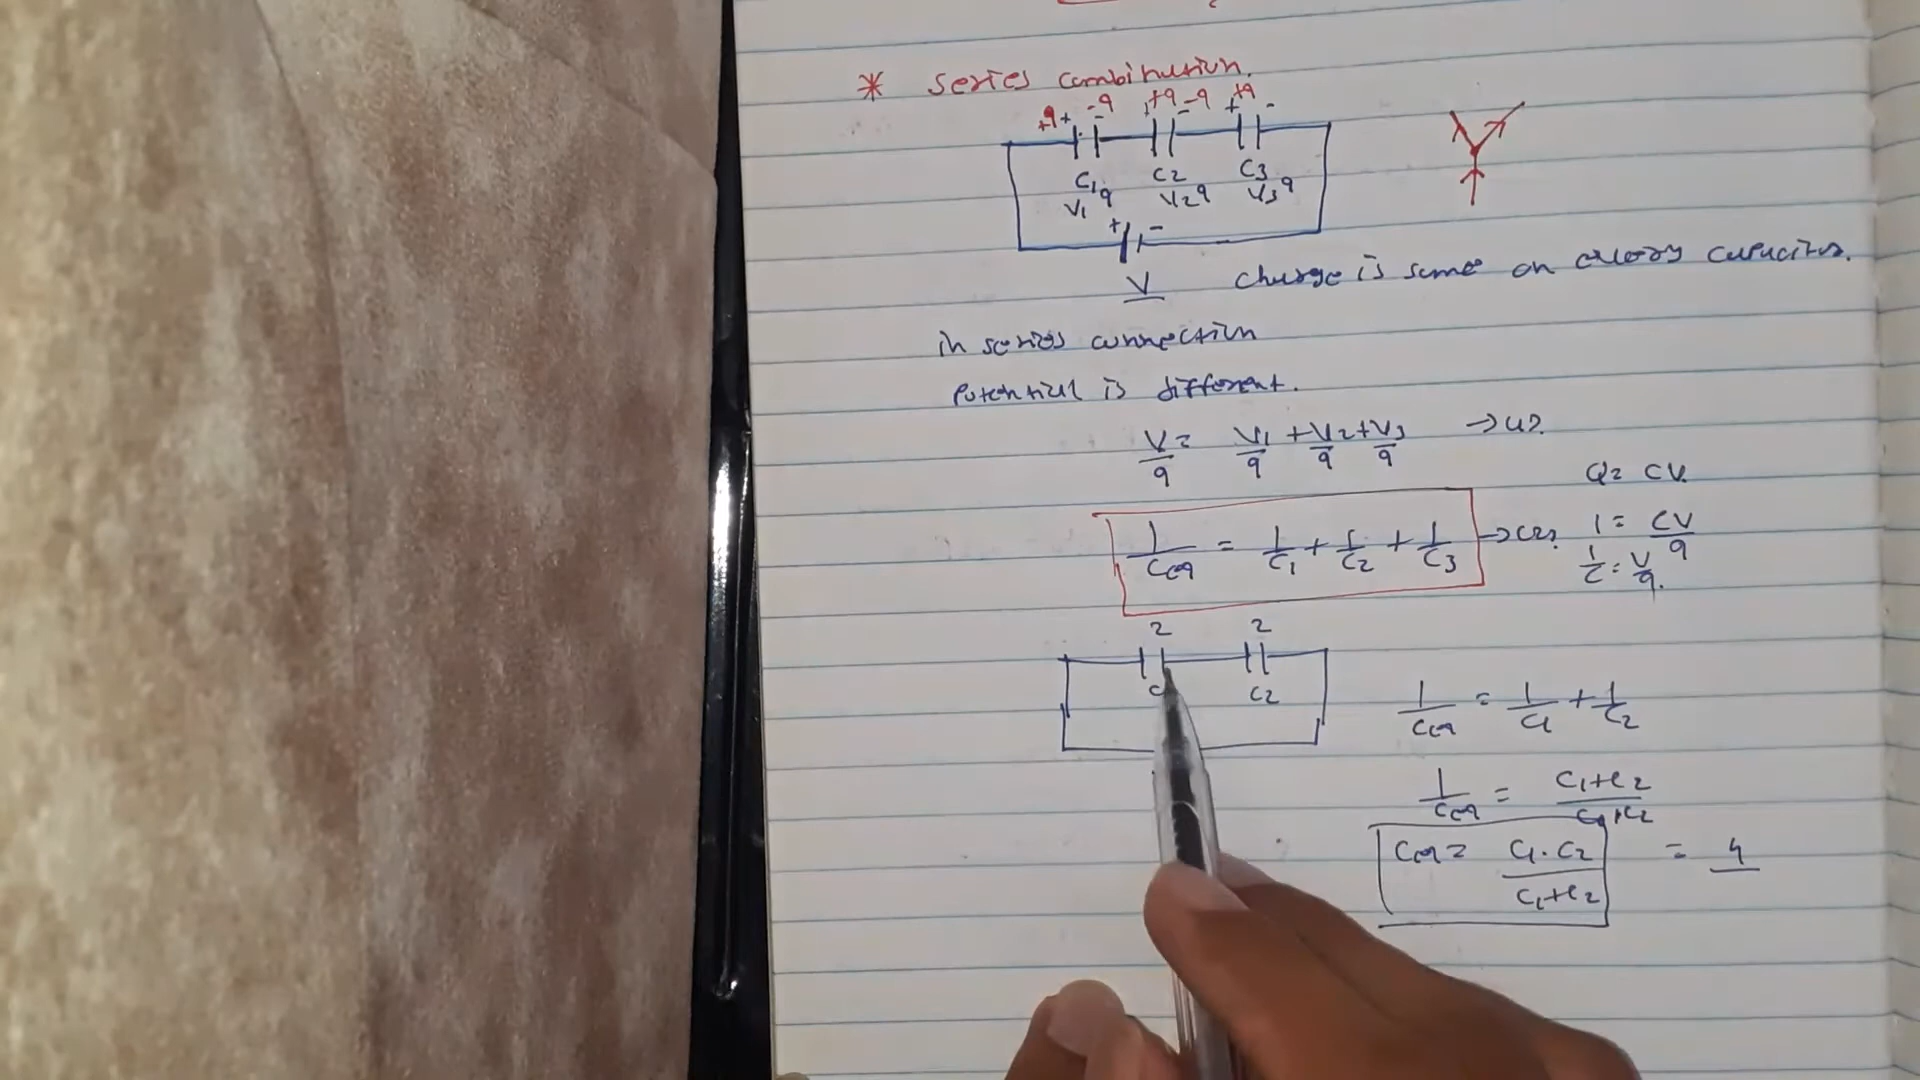 * Series combination.
+q + - -q + +q -q - + +q -
C1 C2 C3
V1 q V2 q V3 q
+ -
V charge is same on every capacitor.
in series connection
Potential is different.
V/q = V1/q + V2/q + V3/q →
Q = CV
1/Ceq = 1/C1 + 1/C2 + 1/C3 → 1 = CV/q
1/C = V/q.
2 2
C C2
1/Ceq = 1/C1 + 1/C2
1/Ceq = C1+C2/C1.C2
Ceq = C1.C2/C1+C2 = 4